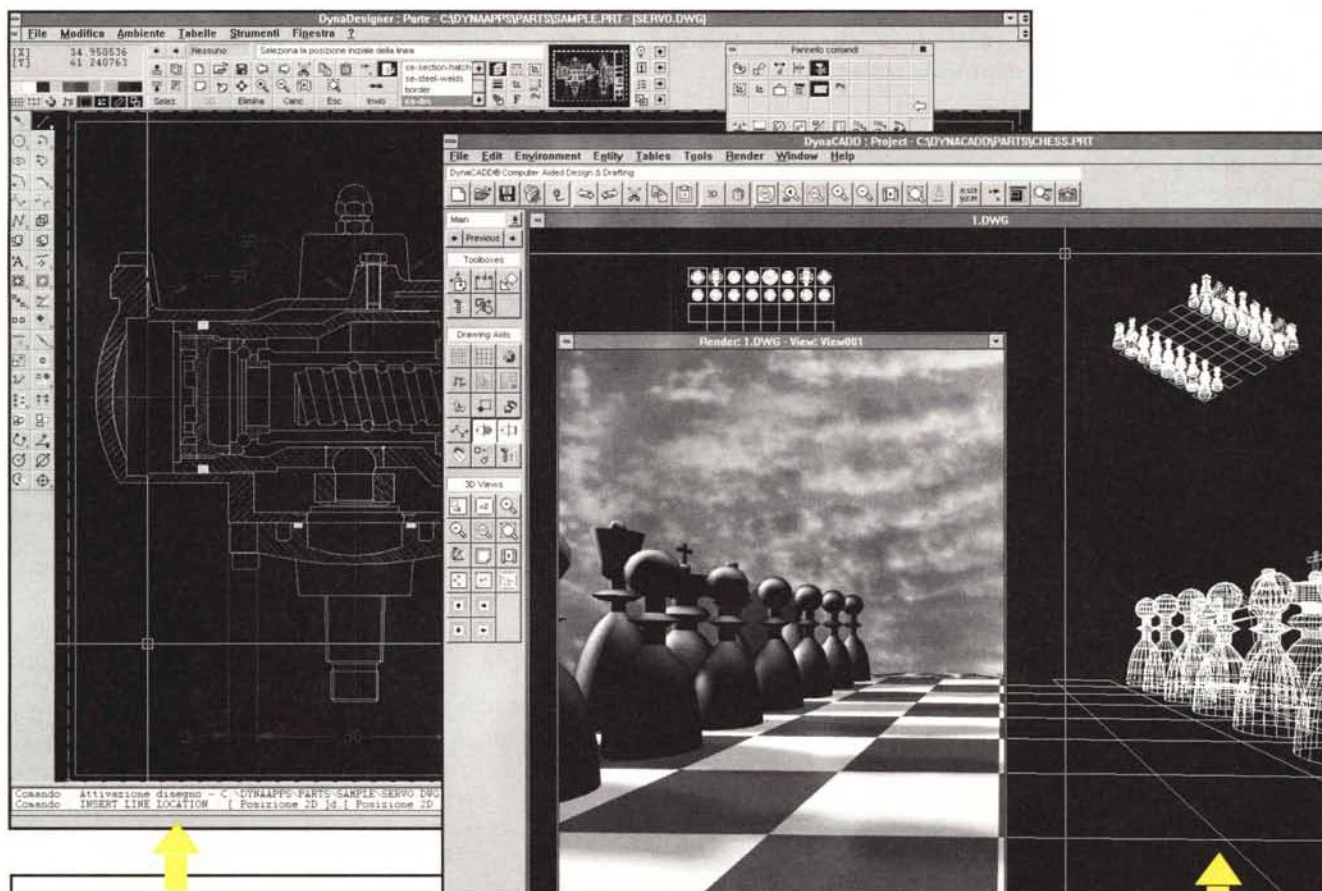 DynaDesigner : Parte - C:\DYNAAPPS\PARTS\SAMPLE.PRT - [SERVO.DWG]
File Modifica Ambiente Tabelle Strumenti Finestra ?
[X] 34.958536
[Y] 61.240763
Nessuno
Seleziona la posizione iniziale della linea
se-section-hatch
se-steel-welds
border
Selez.
Elimina
Canc
Esc
Invio
Pannello comandi
DynaCADD : Project - C:\DYNACADD\PARTS\CHESS.PRT
File Edit Environment Entity Tables Tools Render Window Help
DynaCADD® Computer Aided Design & Drafting
3D
Main
Previous
Toolboxes
Drawing Aids
3D Views
1.DWG
Render: 1.DWG - View: View001
Comando Attivazione disegno - C:\DYNAAPPS\PARTS\SAMPLE\SERVO.DWG
Comando INSERT LINE LOCATION [ Posizione 2D ]d.[ Posizione 2D